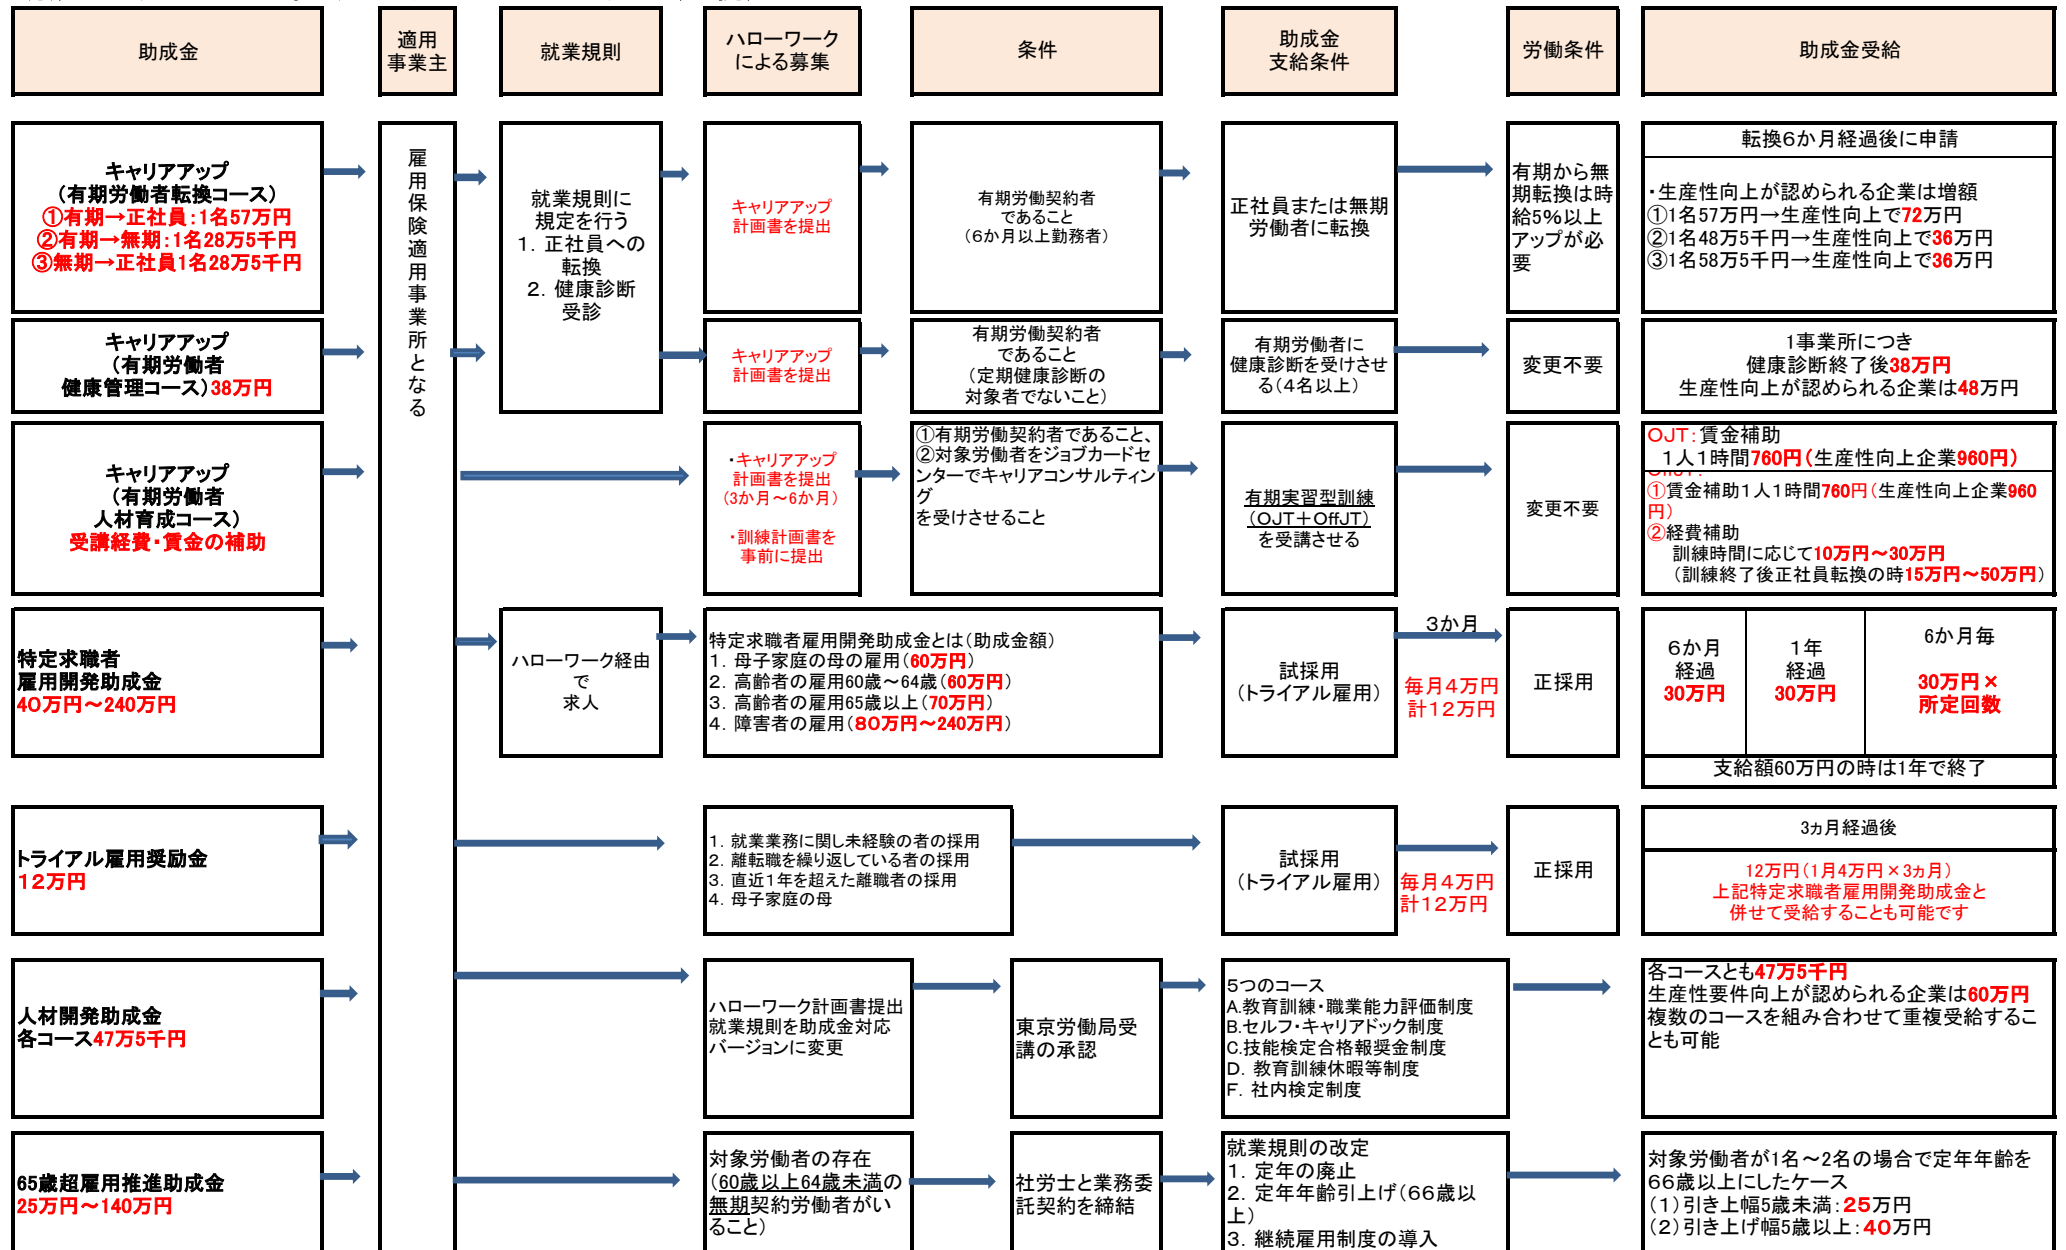 助成金
適用
事業主
就業規則
ハローワーク
による募集
条件
助成金
支給条件
労働条件
助成金受給
キャリアアップ
(有期労働者転換コース)
①有期→正社員:1名57万円
②有期→無期:1名28万5千円
③無期→正社員1名28万5千円
雇用保険適用事業所となる
就業規則に
規定を行う
1. 正社員への
転換
2. 健康診断
受診
キャリアアップ
計画書を提出
有期労働契約者
であること
(6か月以上勤務者)
正社員または無期
労働者に転換
有期から無
期転換は時
給5%以上
アップが必
要
転換6か月経過後に申請
・生産性向上が認められる企業は増額
①1名57万円→生産性向上で72万円
②1名48万5千円→生産性向上で36万円
③1名58万5千円→生産性向上で36万円
キャリアアップ
(有期労働者
健康管理コース)38万円
キャリアアップ
計画書を提出
有期労働契約者
であること
(定期健康診断の
対象者でないこと)
有期労働者に
健康診断を受けさせ
る(4名以上)
変更不要
1事業所につき
健康診断終了後38万円
生産性向上が認められる企業は48万円
キャリアアップ
(有期労働者
人材育成コース)
受講経費・賃金の補助
・キャリアアップ
計画書を提出
(3か月~6か月)
・訓練計画書を
事前に提出
①有期労働契約者であること、
②対象労働者をジョブカードセ
ンターでキャリアコンサルティン
グ
を受けさせること
有期実習型訓練
(OJT+OffJT)
を受講させる
変更不要
OJT:賃金補助
1人1時間760円(生産性向上企業960円)
①賃金補助1人1時間760円(生産性向上企業960
円)
②経費補助
訓練時間に応じて10万円~30万円
(訓練終了後正社員転換の時15万円~50万円)
特定求職者
雇用開発助成金
40万円~240万円
ハローワーク経由
で
求人
特定求職者雇用開発助成金とは(助成金額)
1. 母子家庭の母の雇用(60万円)
2. 高齢者の雇用60歳~64歳(60万円)
3. 高齢者の雇用65歳以上(70万円)
4. 障害者の雇用(80万円~240万円)
試採用
(トライアル雇用)
3か月
毎月4万円
計12万円
正採用
6か月
経過
30万円
1年
経過
30万円
6か月毎
30万円×
所定回数
支給額60万円の時は1年で終了
トライアル雇用奨励金
12万円
1. 就業業務に関し未経験の者の採用
2. 離転職を繰り返している者の採用
3. 直近1年を超えた離職者の採用
4. 母子家庭の母
試採用
(トライアル雇用)
毎月4万円
計12万円
正採用
3ヵ月経過後
12万円(1月4万円×3ヵ月)
上記特定求職者雇用開発助成金と
併せて受給することも可能です
人材開発助成金
各コース47万5千円
ハローワーク計画書提出
就業規則を助成金対応
バージョンに変更
東京労働局受
講の承認
5つのコース
A.教育訓練・職業能力評価制度
B.セルフ・キャリアドック制度
C.技能検定合格報奨金制度
D. 教育訓練休暇等制度
F. 社内検定制度
各コースとも47万5千円
生産性要件向上が認められる企業は60万円
複数のコースを組み合わせて重複受給するこ
とも可能
65歳超雇用推進助成金
25万円~140万円
対象労働者の存在
(60歳以上64歳未満の
無期契約労働者がい
ること)
社労士と業務委
託契約を締結
就業規則の改定
1. 定年の廃止
2. 定年年齢引上げ(66歳以
上)
3. 継続雇用制度の導入
対象労働者が1名~2名の場合で定年年齢を
66歳以上にしたケース
(1)引き上幅5歳未満:25万円
(2)引き上げ幅5歳以上:40万円